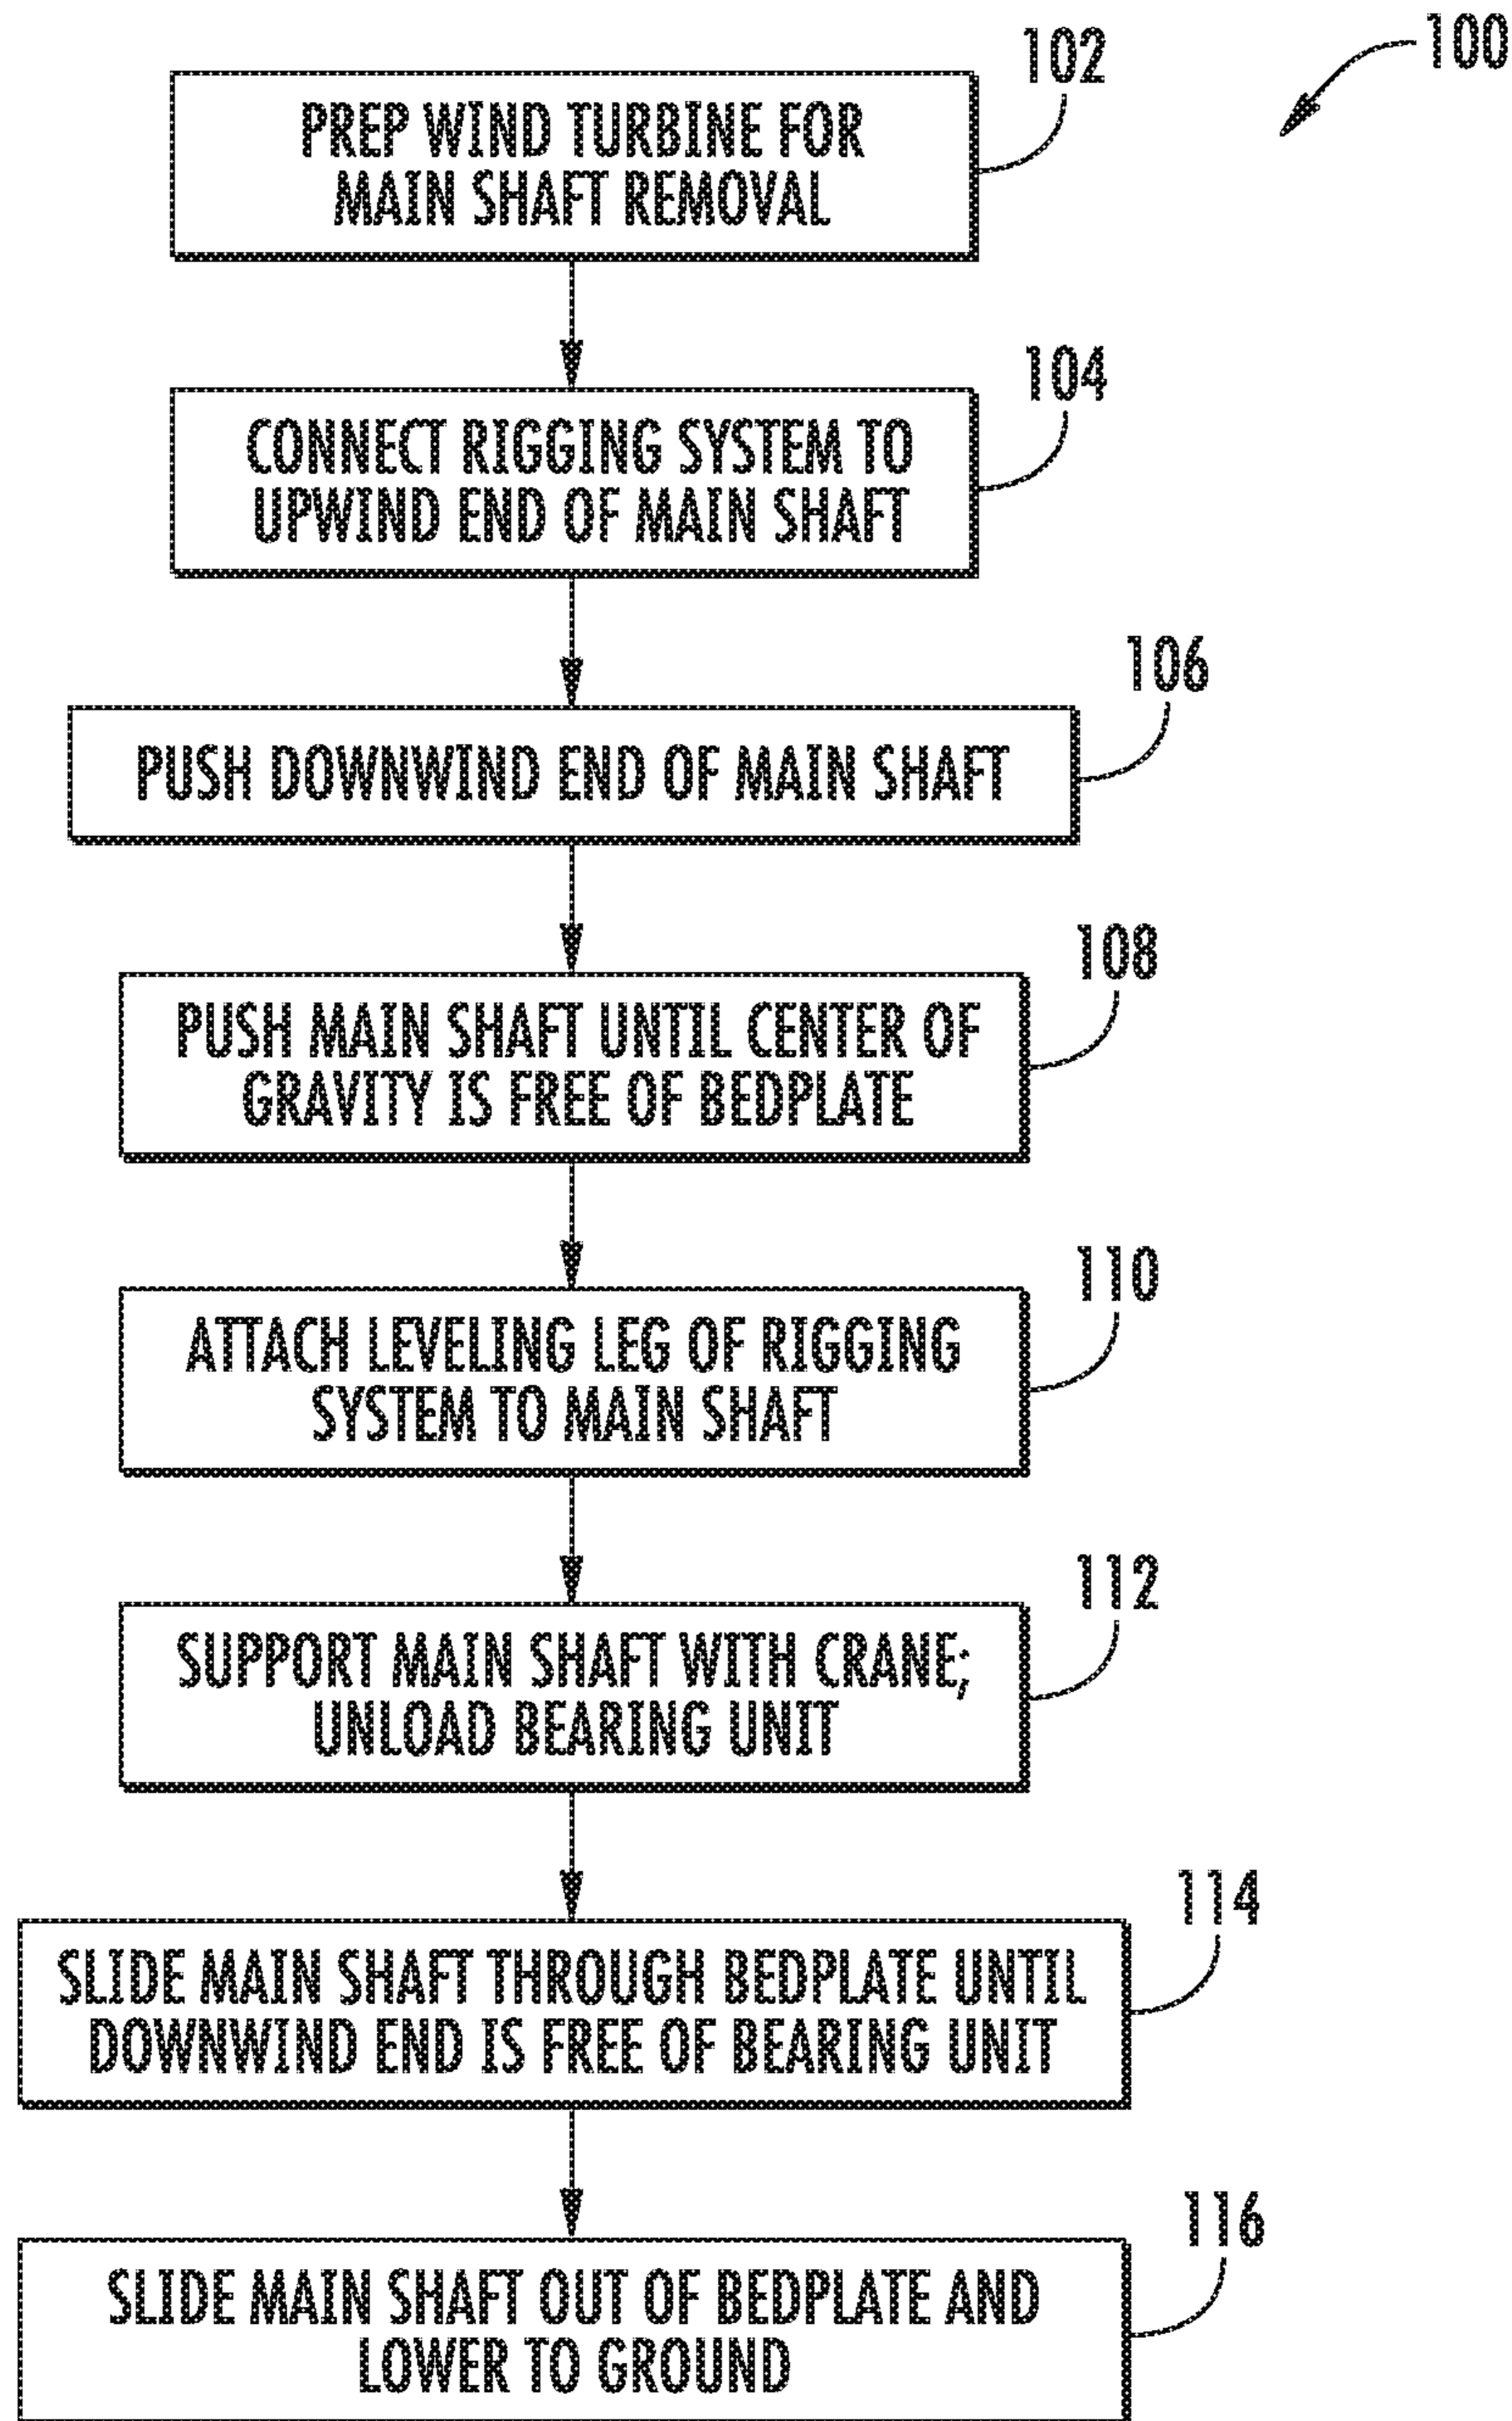 100
102
PREP WIND TURBINE FOR
MAIN SHAFT REMOVAL
104
CONNECT RIGGING SYSTEM TO
UPWIND END OF MAIN SHAFT
106
PUSH DOWNWIND END OF MAIN SHAFT
108
PUSH MAIN SHAFT UNTIL CENTER OF
GRAVITY IS FREE OF BEDPLATE
110
ATTACH LEVELING LEG OF RIGGING
SYSTEM TO MAIN SHAFT
112
SUPPORT MAIN SHAFT WITH CRANE;
UNLOAD BEARING UNIT
114
SLIDE MAIN SHAFT THROUGH BEDPLATE UNTIL
DOWNWIND END IS FREE OF BEARING UNIT
116
SLIDE MAIN SHAFT OUT OF BEDPLATE AND
LOWER TO GROUND